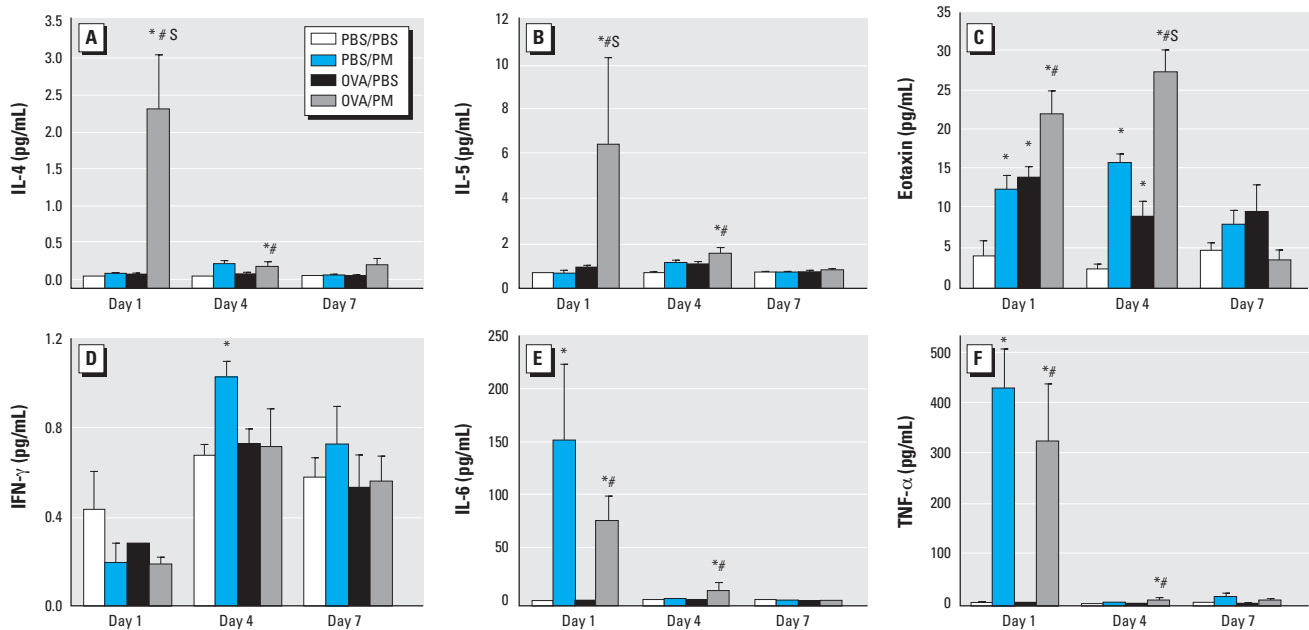 A
IL-4 (pg/mL)
3.5
3.0
2.5
2.0
1.5
1.0
0.5
0.0
* # S
*#
Day 1 Day 4 Day 7
PBS/PBS
PBS/PM
OVA/PBS
OVA/PM
B
IL-5 (pg/mL)
12
10
8
6
4
2
0
*#S
*#
Day 1 Day 4 Day 7
C
Eotaxin (pg/mL)
35
30
25
20
15
10
5
0
* * *#
* * *#S
Day 1 Day 4 Day 7
D
IFN-γ (pg/mL)
1.2
0.8
0.4
0.0
*
Day 1 Day 4 Day 7
E
IL-6 (pg/mL)
250
200
150
100
50
0
* *#
*#
Day 1 Day 4 Day 7
F
TNF-α (pg/mL)
500
400
300
200
100
0
* *#
*#
Day 1 Day 4 Day 7